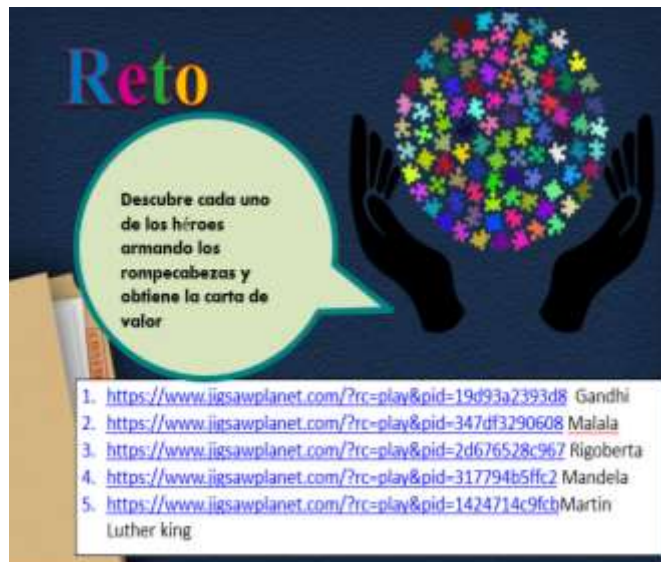 Reto
Descubre cada uno
de los héroes
armando los
rompecabezas y
obtiene la carta de
valor
1. https://www.jigsawplanet.com/?rc=play&pid=19d93a2393d8 Gandhi
2. https://www.jigsawplanet.com/?rc=play&pid=347df3290608 Malala
3. https://www.jigsawplanet.com/?rc=play&pid=2d676528c967 Rigoberta
4. https://www.jigsawplanet.com/?rc=play&pid=317794b5ffc2 Mandela
5. https://www.jigsawplanet.com/?rc=play&pid=1424714c9fcbMartin
Luther king